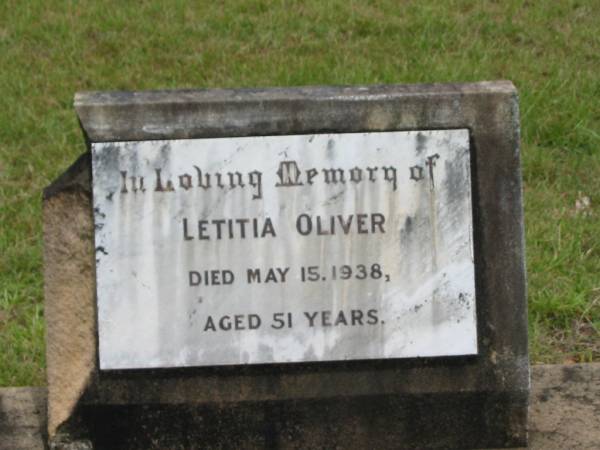 In Loving Memory of
LETITIA OLIVER
DIED MAY 15. 1938,
AGED 51 YEARS.